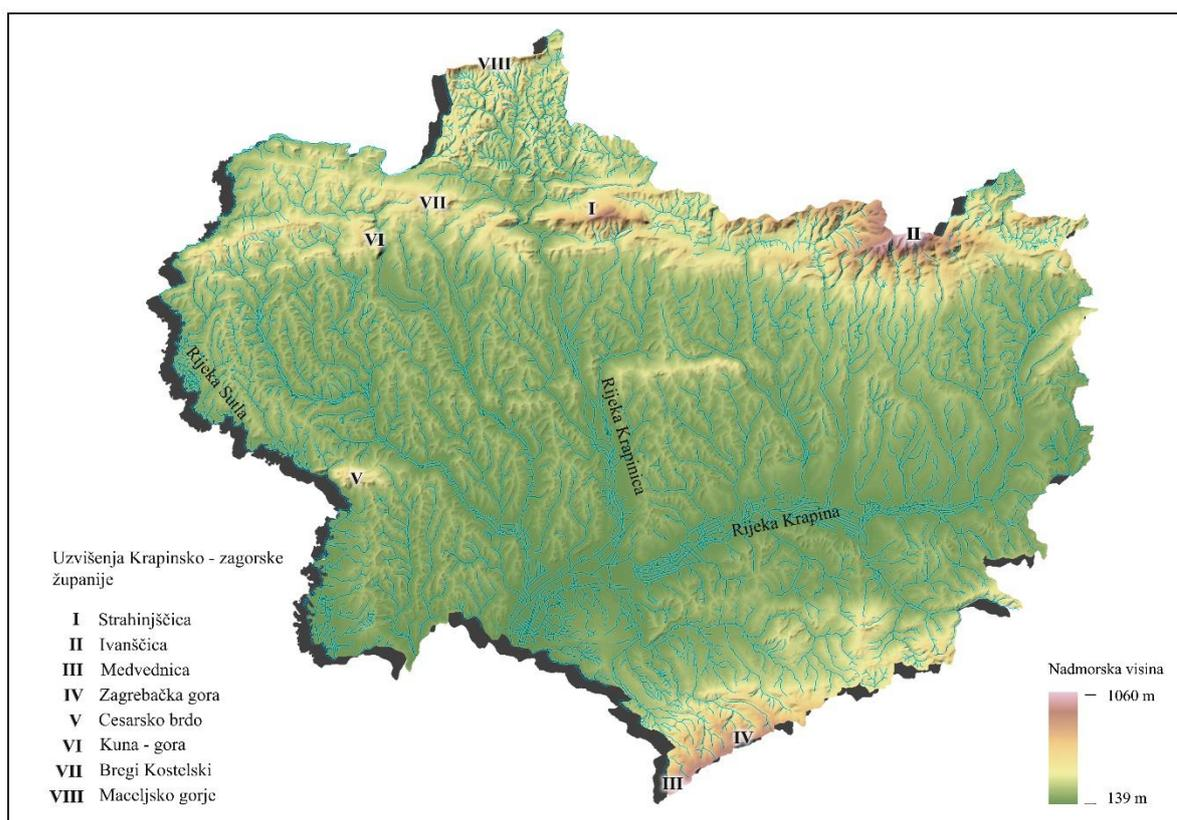 VIII
VII
I
VI
II
Rijeka Sutla
Rijeka Krapinica
V
Rijeka Krapina
Uzvišenja Krapinsko - zagorske
županije
I Strahinjščica
II Ivanščica
III Medvednica
IV Zagrebačka gora
V Cesarsko brdo
VI Kuna - gora
VII Bregi Kostelski
VIII Maceljsko gorje
IV
III
Nadmorska visina
1060 m
139 m